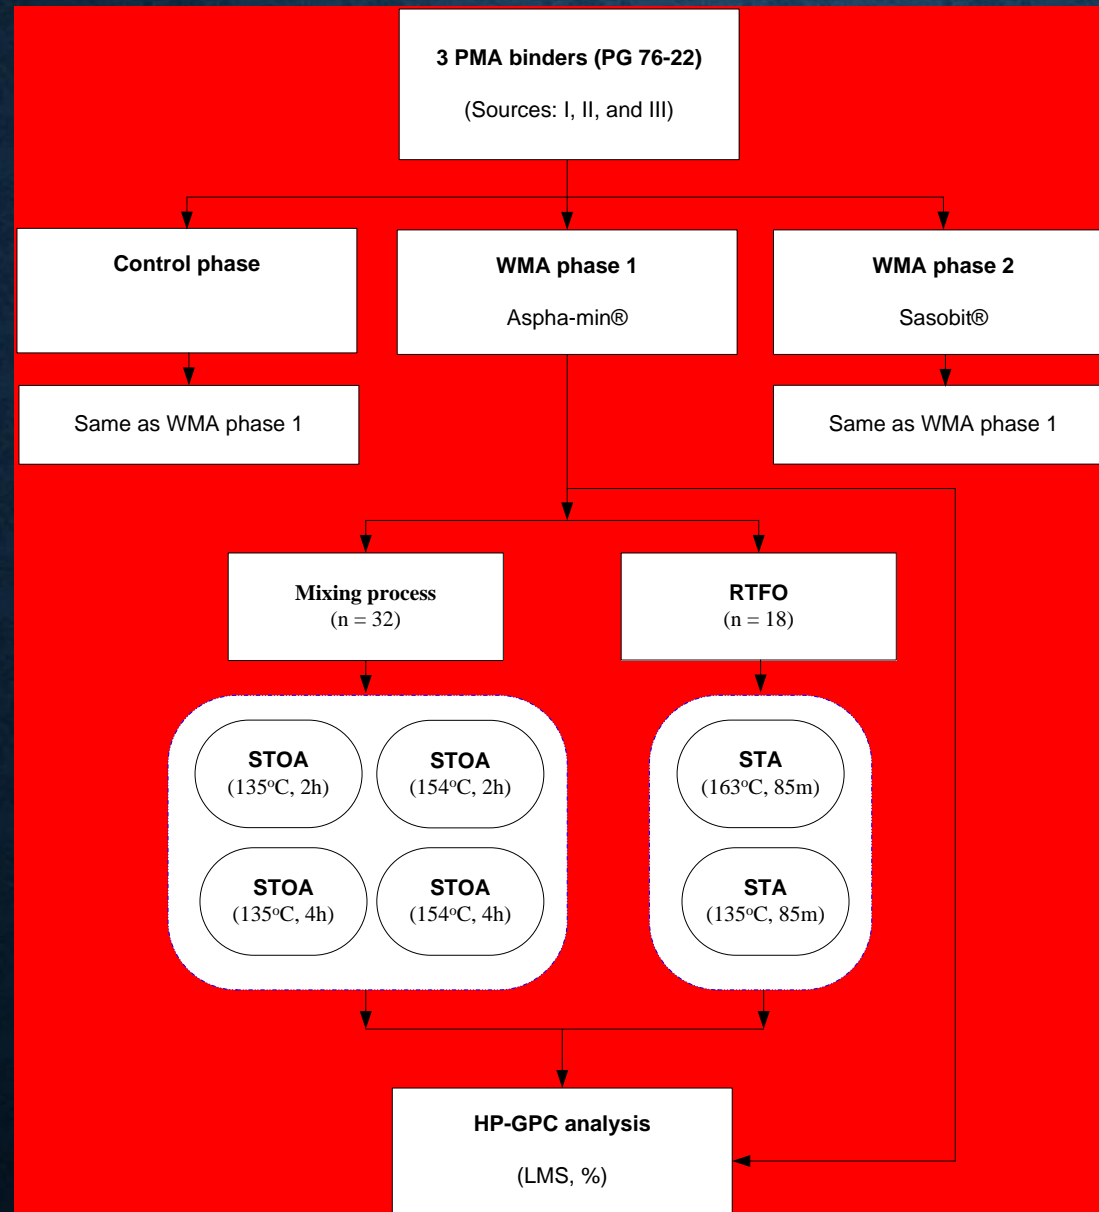 3 PMA binders (PG 76-22)
(Sources: I, II, and III)
Control phase
WMA phase 1
Aspha-min®
WMA phase 2
Sasobit®
Same as WMA phase 1
Same as WMA phase 1
Mixing process
(n = 32)
RTFO
(n = 18)
STOA
(135°C, 2h)
STOA
(154°C, 2h)
STA
(163°C, 85m)
STOA
(135°C, 4h)
STOA
(154°C, 4h)
STA
(135°C, 85m)
HP-GPC analysis
(LMS, %)